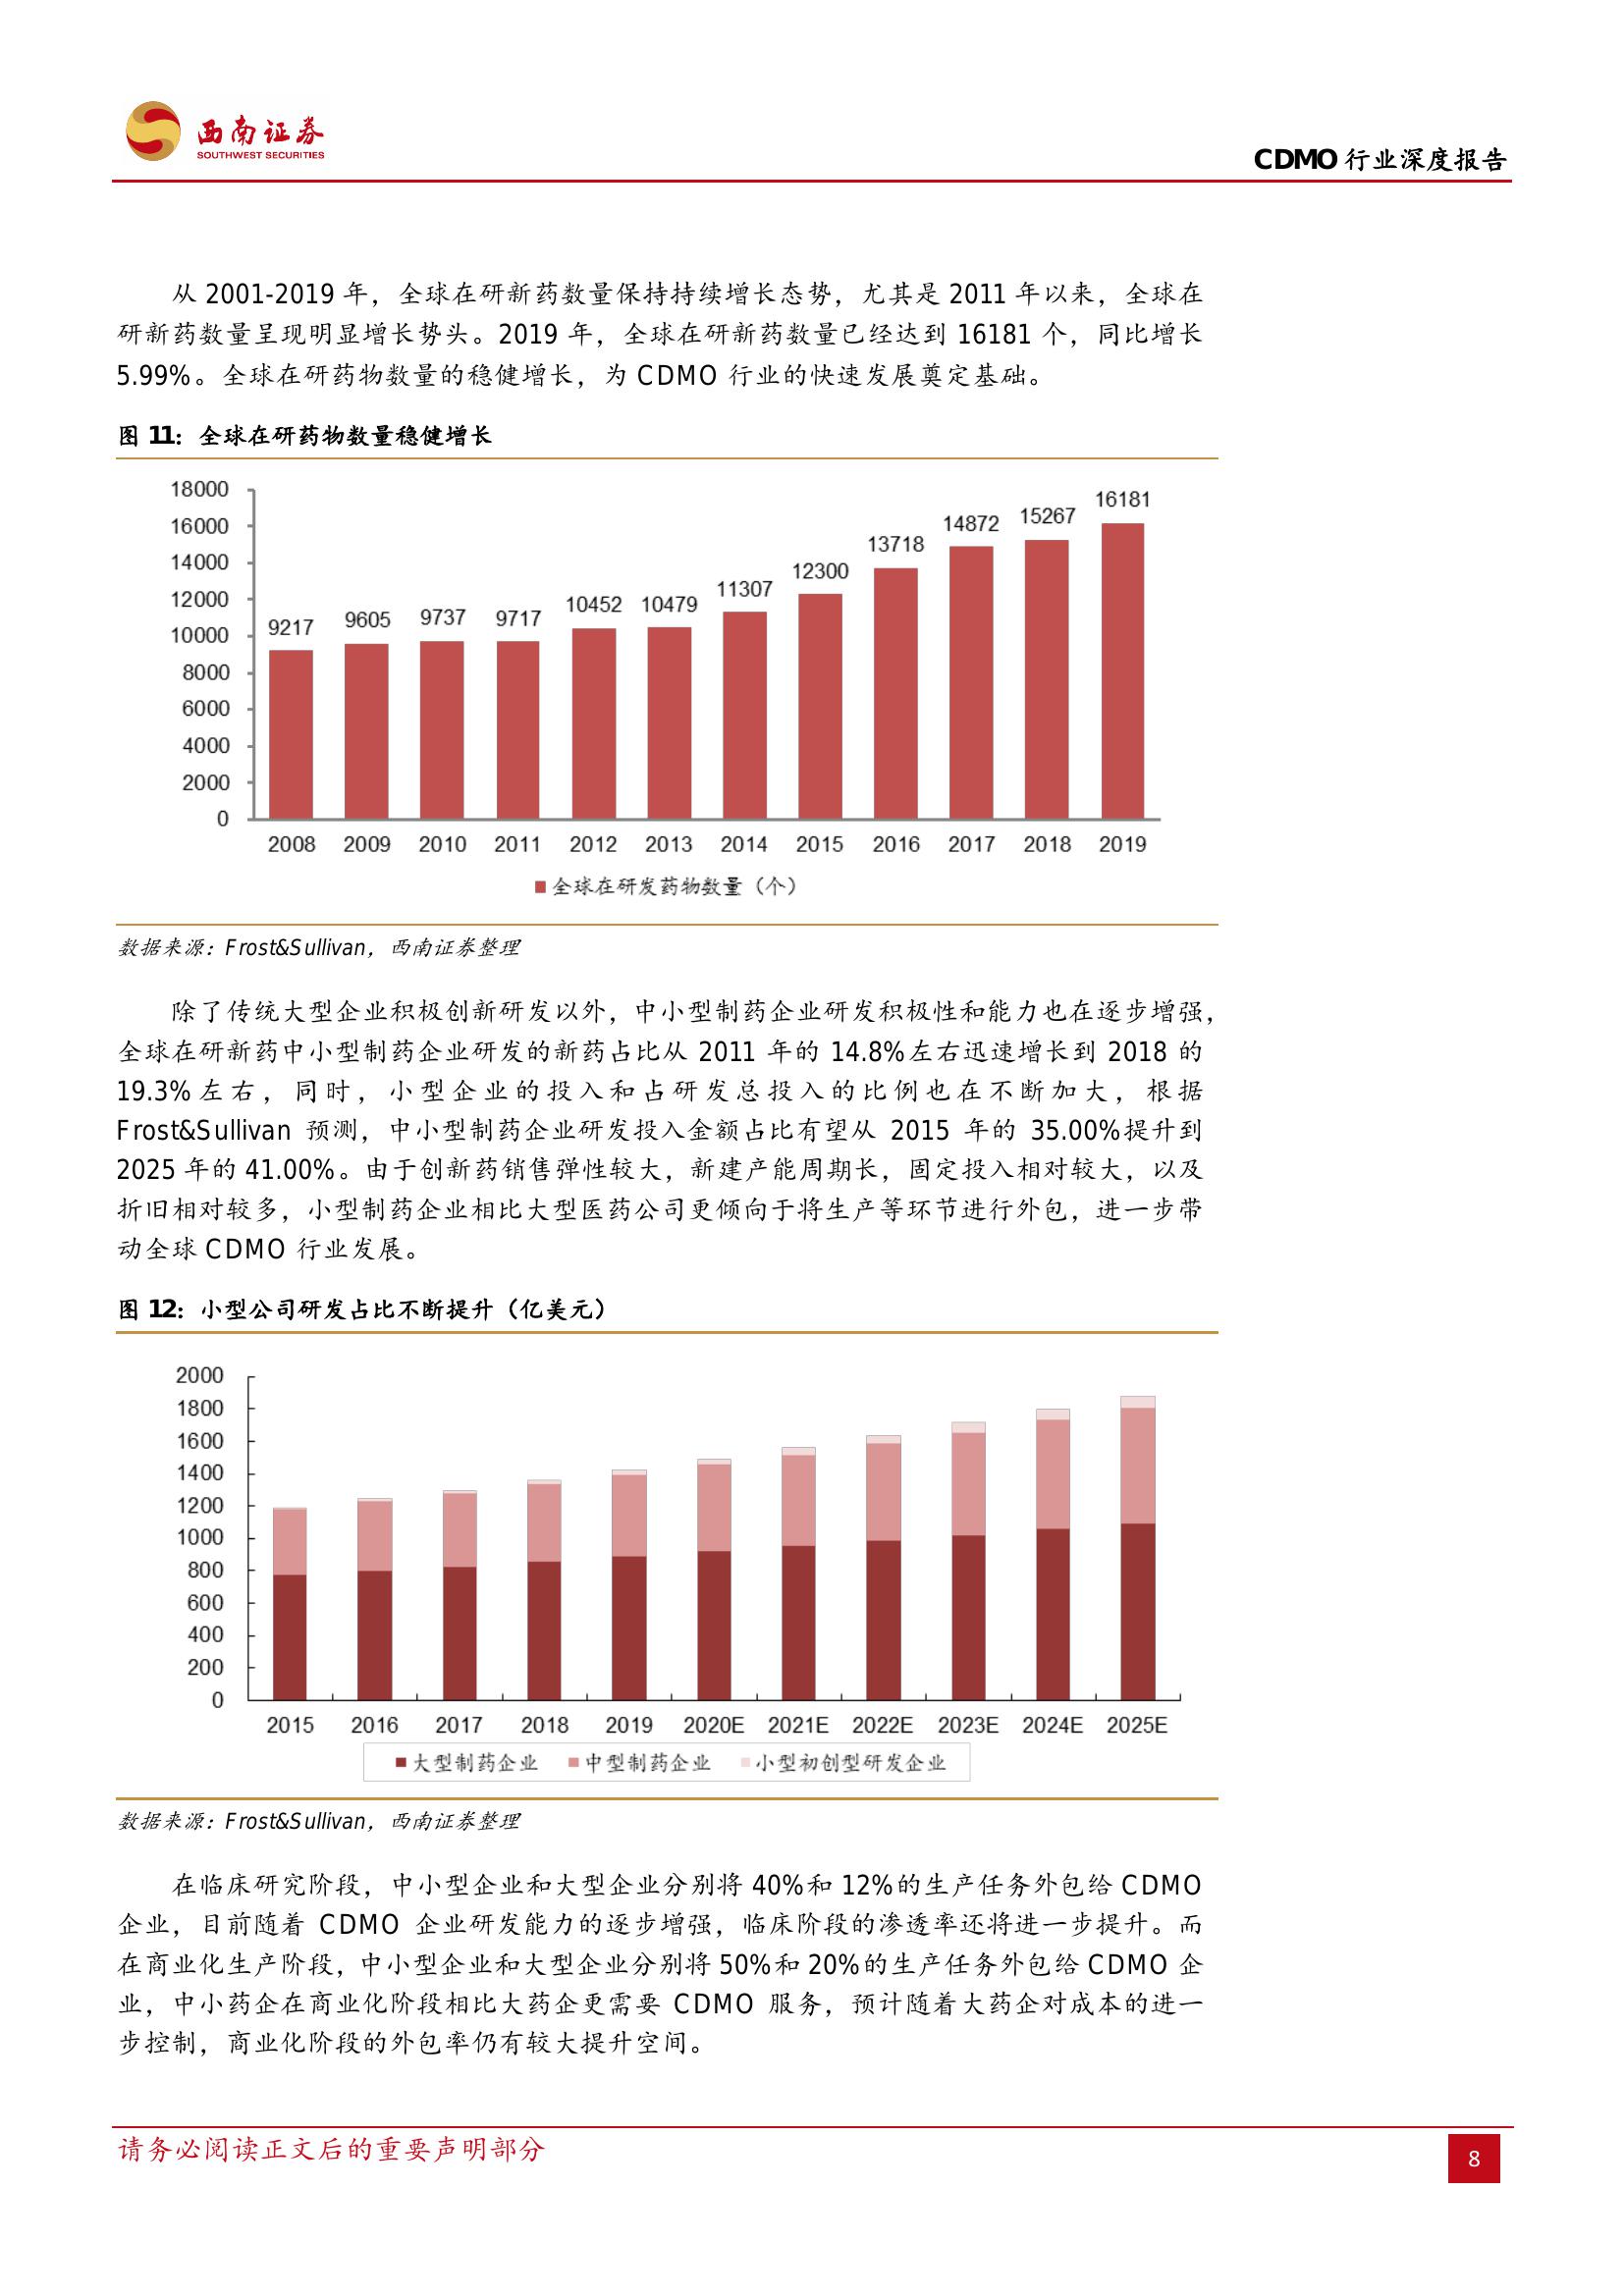 西南证券
SOUTHWEST SECURITIES
CDMO 行业深度报告
从 2001-2019 年，全球在研新药数量保持持续增长态势，尤其是 2011 年以来，全球在
研新药数量呈现明显增长势头。2019 年，全球在研新药数量已经达到 16181 个，同比增长
5.99%。全球在研药物数量的稳健增长，为 CDMO 行业的快速发展奠定基础。
图 11：全球在研药物数量稳健增长
18000
16000
14000
12000
10000
8000
6000
4000
2000
0
9217 9605 9737 9717 10452 10479 11307 12300 13718 14872 15267 16181
2008 2009 2010 2011 2012 2013 2014 2015 2016 2017 2018 2019
全球在研发药物数量（个）
数据来源：Frost&Sullivan，西南证券整理
除了传统大型企业积极创新研发以外，中小型制药企业研发积极性和能力也在逐步增强，
全球在研新药中小型制药企业研发的新药占比从 2011 年的 14.8%左右迅速增长到 2018 的
19.3%左右，同时，小型企业的投入和占研发总投入的比例也在不断加大，根据
Frost&Sullivan 预测，中小型制药企业研发投入金额占比有望从 2015 年的 35.00%提升到
2025 年的 41.00%。由于创新药销售弹性较大，新建产能周期长，固定投入相对较大，以及
折旧相对较多，小型制药企业相比大型医药公司更倾向于将生产等环节进行外包，进一步带
动全球 CDMO 行业发展。
图 12：小型公司研发占比不断提升（亿美元）
2000
1800
1600
1400
1200
1000
800
600
400
200
0
2015 2016 2017 2018 2019 2020E 2021E 2022E 2023E 2024E 2025E
大型制药企业 中型制药企业 小型初创型研发企业
数据来源：Frost&Sullivan，西南证券整理
在临床研究阶段，中小型企业和大型企业分别将 40%和 12%的生产任务外包给 CDMO
企业，目前随着 CDMO 企业研发能力的逐步增强，临床阶段的渗透率还将进一步提升。而
在商业化生产阶段，中小型企业和大型企业分别将 50%和 20%的生产任务外包给 CDMO 企
业，中小药企在商业化阶段相比大药企更需要 CDMO 服务，预计随着大药企对成本的进一
步控制，商业化阶段的外包率仍有较大提升空间。
请务必阅读正文后的重要声明部分
8